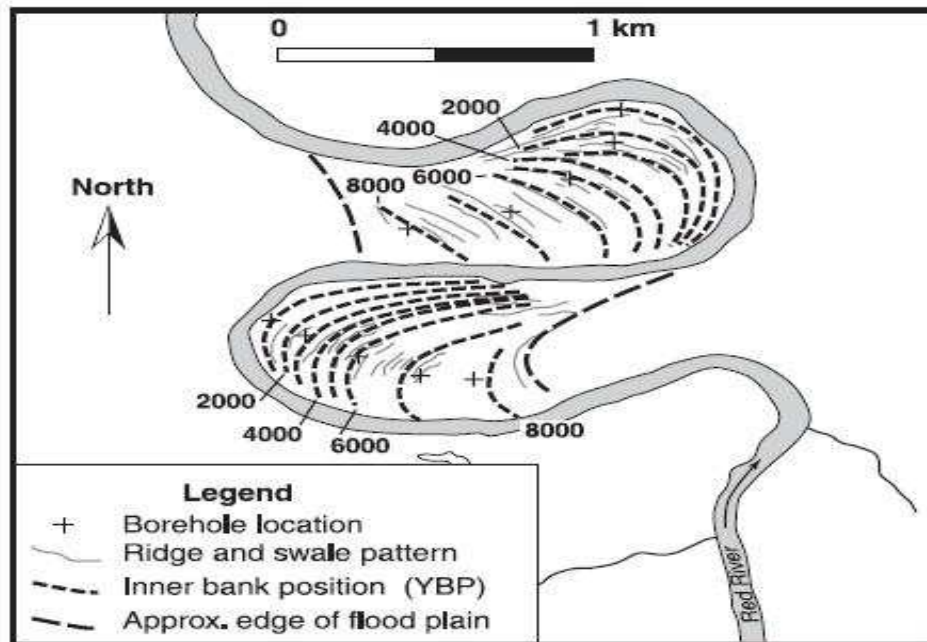 0 1 km
2000
4000
6000
8000
North
2000
4000
6000
8000
Legend
Borehole location
Ridge and swale pattern
Inner bank position (YBP)
Approx. edge of flood plain
Red River